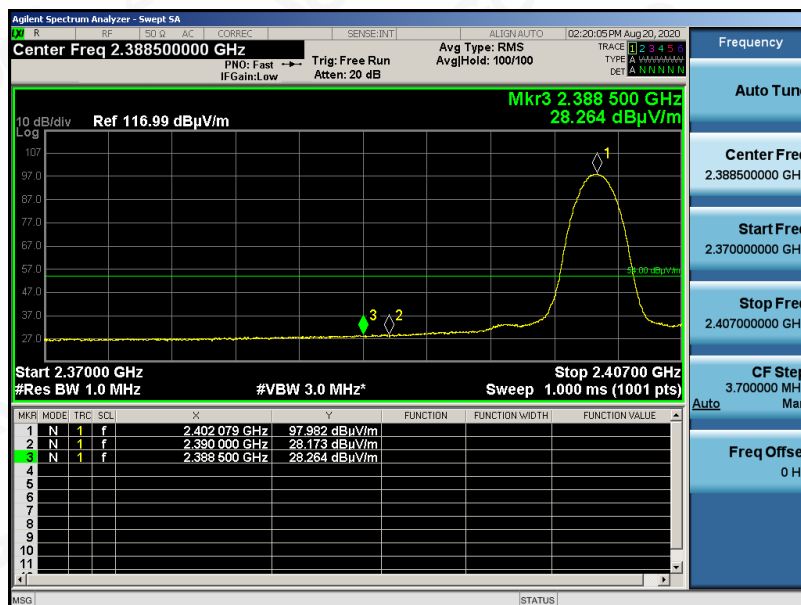 Agilent Spectrum Analyzer - Swept SA
LXI R RF 50 Ω AC CORREC SENSE:INT ALIGN AUTO 02:20:05 PM Aug 20, 2020
Center Freq 2.388500000 GHz
PNO: Fast
IFGain:Low
Trig: Free Run
Atten: 20 dB
Avg Type: RMS
Avg|Hold: 100/100
TRACE 1 2 3 4 5 6
TYPE A WWWWW
DET A N N N N N
Mkr3 2.388 500 GHz
28.264 dBµV/m
10 dB/div Ref 116.99 dBµV/m
Log
107
97.0
87.0
77.0
67.0
57.0
47.0
37.0
27.0
1
54.00 dBµV/m
3
2
Start 2.37000 GHz
Stop 2.40700 GHz
#Res BW 1.0 MHz
#VBW 3.0 MHz*
Sweep 1.000 ms (1001 pts)
MKR MODE TRC SCL X Y FUNCTION FUNCTION WIDTH FUNCTION VALUE
1 N 1 f 2.402 079 GHz 97.982 dBµV/m
2 N 1 f 2.390 000 GHz 28.173 dBµV/m
3 N 1 f 2.388 500 GHz 28.264 dBµV/m
4
5
6
7
8
9
10
11
MSG
STATUS
Frequency
Auto Tun
Center Fre
2.388500000 GH
Start Fre
2.370000000 GH
Stop Fre
2.407000000 GH
CF Step
3.700000 MH
Auto Ma
Freq Offse
0 H